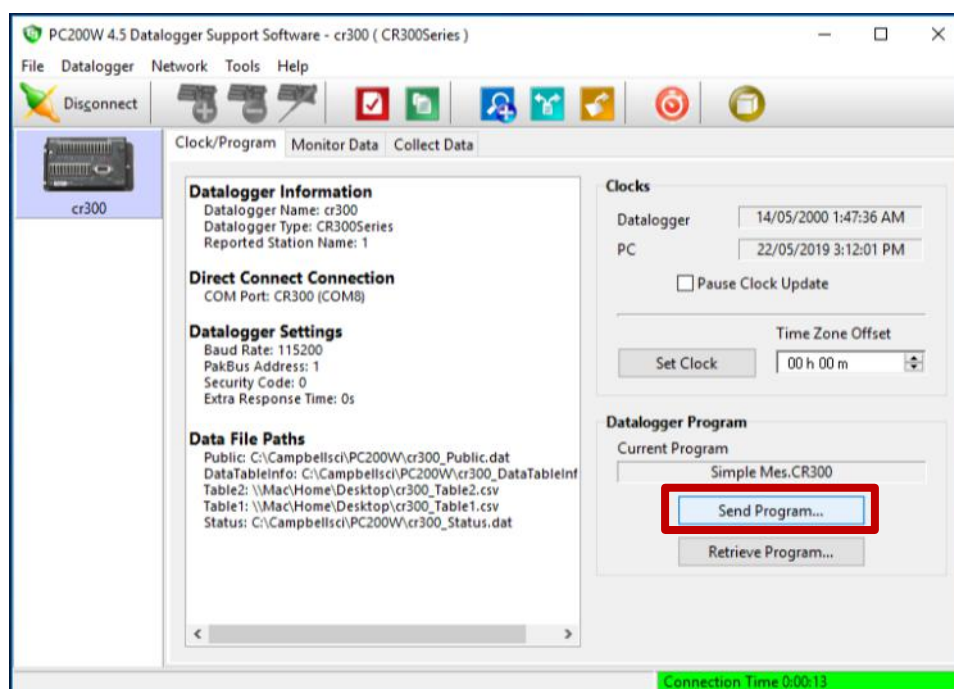 PC200W 4.5 Datalogger Support Software - cr300 ( CR300Series )
File Datalogger Network Tools Help
Disconnect
cr300
Clock/Program Monitor Data Collect Data
Datalogger Information
Datalogger Name: cr300
Datalogger Type: CR300Series
Reported Station Name: 1
Direct Connect Connection
COM Port: CR300 (COM8)
Datalogger Settings
Baud Rate: 115200
PakBus Address: 1
Security Code: 0
Extra Response Time: 0s
Data File Paths
Public: C:\Campbellsci\PC200W\cr300_Public.dat
DataTableInfo: C:\Campbellsci\PC200W\cr300_DataTableInf
Table2: \\Mac\Home\Desktop\cr300_Table2.csv
Table1: \\Mac\Home\Desktop\cr300_Table1.csv
Status: C:\Campbellsci\PC200W\cr300_Status.dat
Clocks
Datalogger 14/05/2000 1:47:36 AM
PC 22/05/2019 3:12:01 PM
Pause Clock Update
Time Zone Offset
Set Clock 00 h 00 m
Datalogger Program
Current Program
Simple Mes.CR300
Send Program...
Retrieve Program...
Connection Time 0:00:13